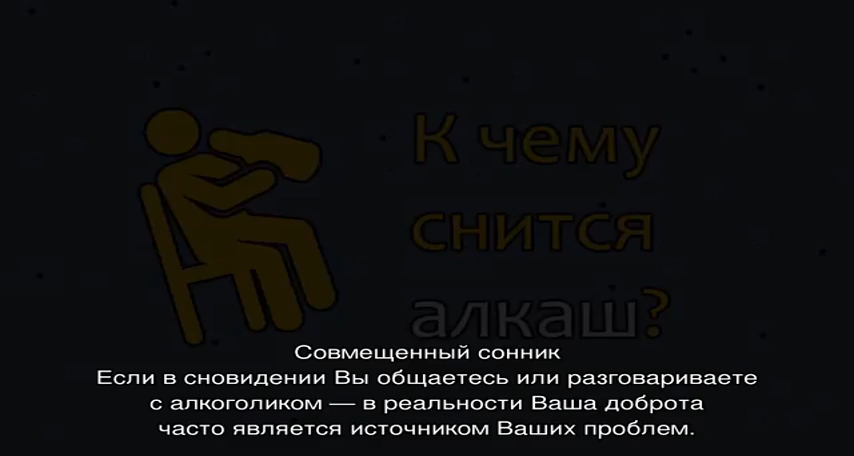 К чему
снится
алкаш?
Совмещенный сонник
Если в сновидении Вы общаетесь или разговариваете
с алкоголиком — в реальности Ваша доброта
часто является источником Ваших проблем.